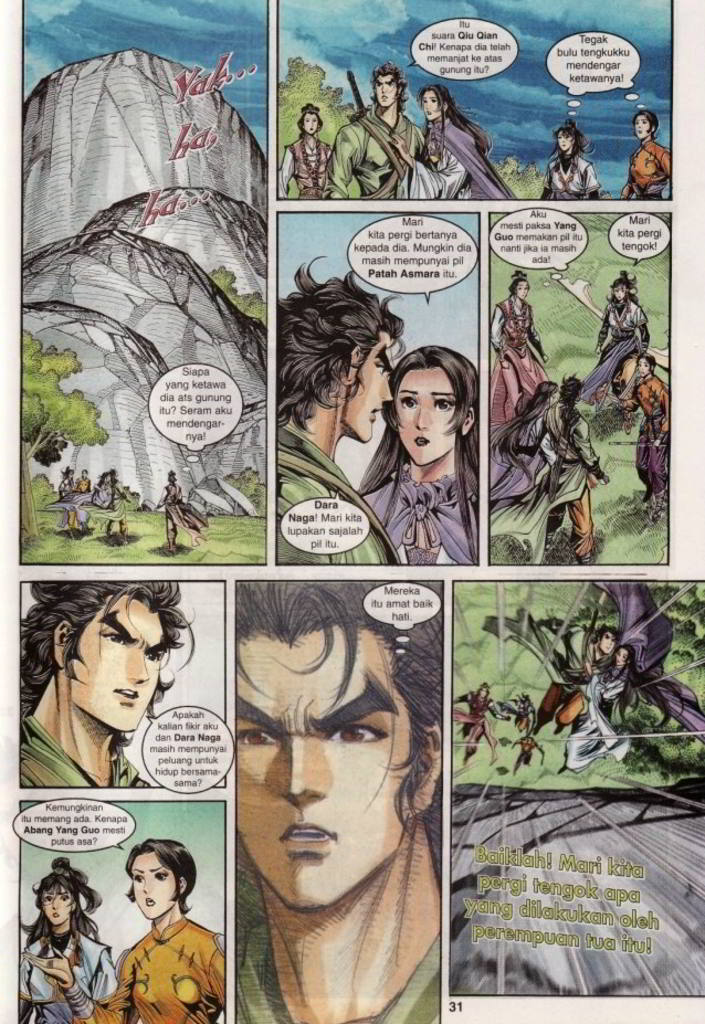 Yak...
ha,
ha...
Siapa
yang ketawa
dia atas gunung
itu? Seram aku
mendengar-
nya!
Itu
suara Qiu Qian
Chi! Kenapa dia telah
memanjat ke atas
gunung itu?
Tegak
bulu tengkukku
mendengar
ketawanya!
Mari
kita pergi bertanya
kepada dia. Mungkin dia
masih mempunyai pil
Patah Asmara itu.
Dara
Naga! Mari kita
lupakan sajalah
pil itu.
Aku
mesti paksa Yang
Guo memakan pil itu
nanti jika ia masih
ada!
Mari
kita pergi
tengok!
Apakah
kalian fikir aku
dan Dara Naga
masih mempunyai
peluang untuk
hidup bersama-
sama?
Kemungkinan
itu memang ada. Kenapa
Abang Yang Guo mesti
putus asa?
Mereka
itu amat baik
hati.
Baiklah! Mari kita
pergi tengok apa
yang dilakukan oleh
perempuan tua itu!
31